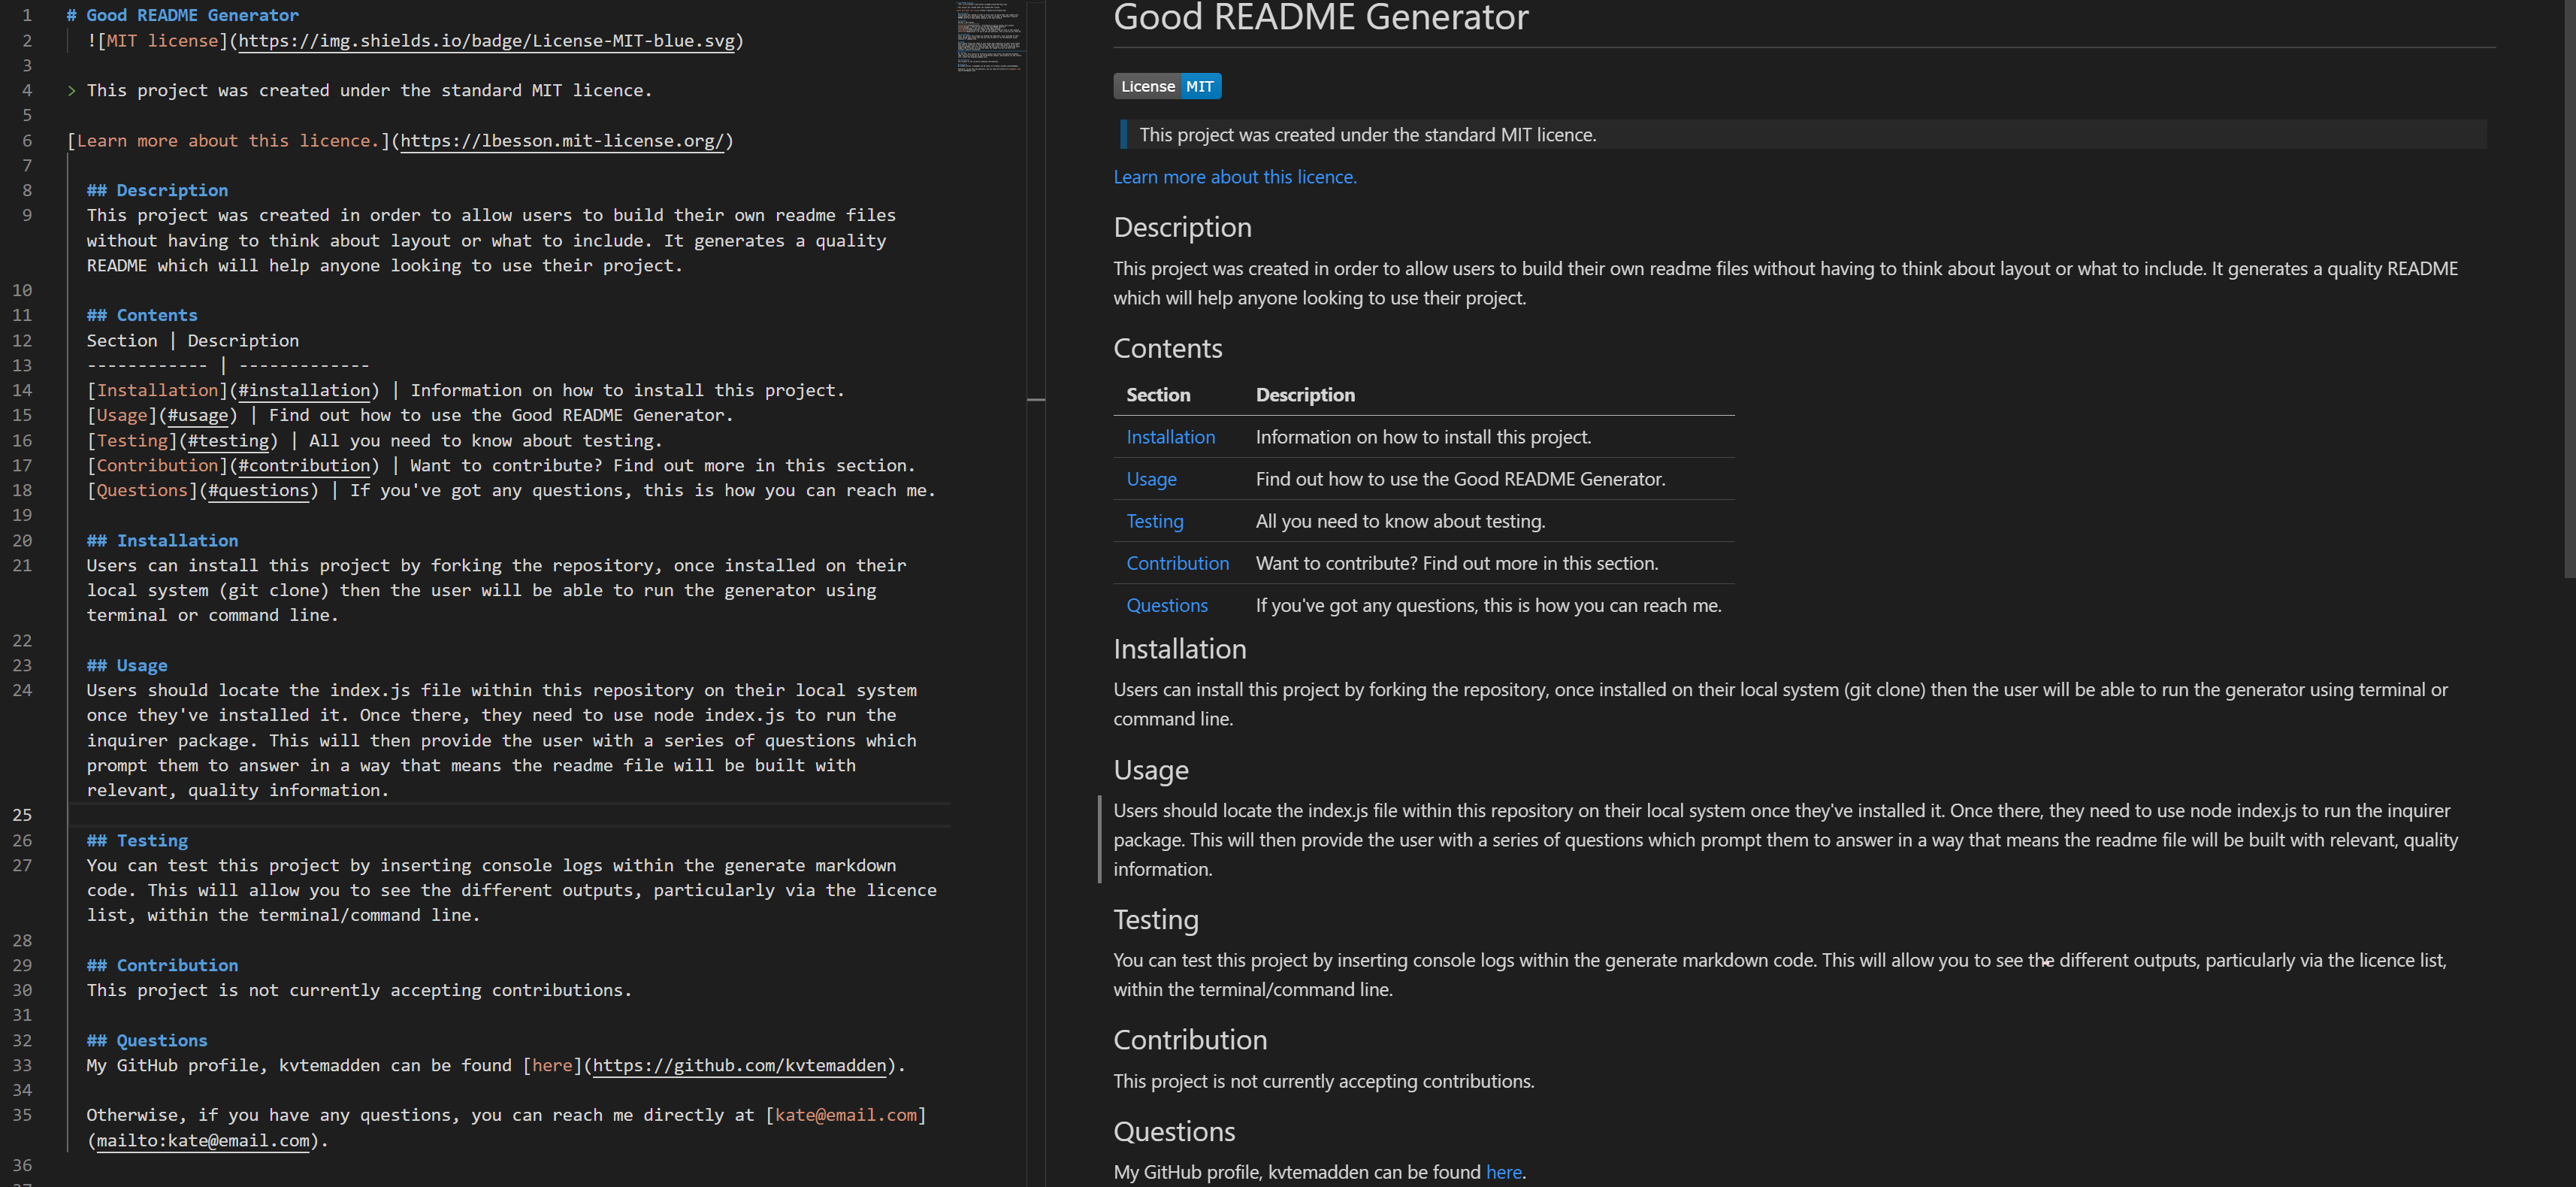 1 # Good README Generator
2 ![MIT license](https://img.shields.io/badge/License-MIT-blue.svg)
3
4 > This project was created under the standard MIT licence.
5
6 [Learn more about this licence.](https://lbesson.mit-license.org/)
7
8 ## Description
9 This project was created in order to allow users to build their own readme files
without having to think about layout or what to include. It generates a quality
README which will help anyone looking to use their project.
10
11 ## Contents
12 Section | Description
13 ------------ | -------------
14 [Installation](#installation) | Information on how to install this project.
15 [Usage](#usage) | Find out how to use the Good README Generator.
16 [Testing](#testing) | All you need to know about testing.
17 [Contribution](#contribution) | Want to contribute? Find out more in this section.
18 [Questions](#questions) | If you've got any questions, this is how you can reach me.
19
20 ## Installation
21 Users can install this project by forking the repository, once installed on their
local system (git clone) then the user will be able to run the generator using
terminal or command line.
22
23 ## Usage
24 Users should locate the index.js file within this repository on their local system
once they've installed it. Once there, they need to use node index.js to run the
inquirer package. This will then provide the user with a series of questions which
prompt them to answer in a way that means the readme file will be built with
relevant, quality information.
25
26 ## Testing
27 You can test this project by inserting console logs within the generate markdown
code. This will allow you to see the different outputs, particularly via the licence
list, within the terminal/command line.
28
29 ## Contribution
30 This project is not currently accepting contributions.
31
32 ## Questions
33 My GitHub profile, kvtemadden can be found [here](https://github.com/kvtemadden).
34
35 Otherwise, if you have any questions, you can reach me directly at [kate@email.com]
(mailto:kate@email.com).
36
Good README Generator
License MIT
This project was created under the standard MIT licence.
Learn more about this licence.
Description
This project was created in order to allow users to build their own readme files without having to think about layout or what to include. It generates a quality README
which will help anyone looking to use their project.
Contents
Section Description
Installation Information on how to install this project.
Usage Find out how to use the Good README Generator.
Testing All you need to know about testing.
Contribution Want to contribute? Find out more in this section.
Questions If you've got any questions, this is how you can reach me.
Installation
Users can install this project by forking the repository, once installed on their local system (git clone) then the user will be able to run the generator using terminal or
command line.
Usage
Users should locate the index.js file within this repository on their local system once they've installed it. Once there, they need to use node index.js to run the inquirer
package. This will then provide the user with a series of questions which prompt them to answer in a way that means the readme file will be built with relevant, quality
information.
Testing
You can test this project by inserting console logs within the generate markdown code. This will allow you to see the different outputs, particularly via the licence list,
within the terminal/command line.
Contribution
This project is not currently accepting contributions.
Questions
My GitHub profile, kvtemadden can be found here.